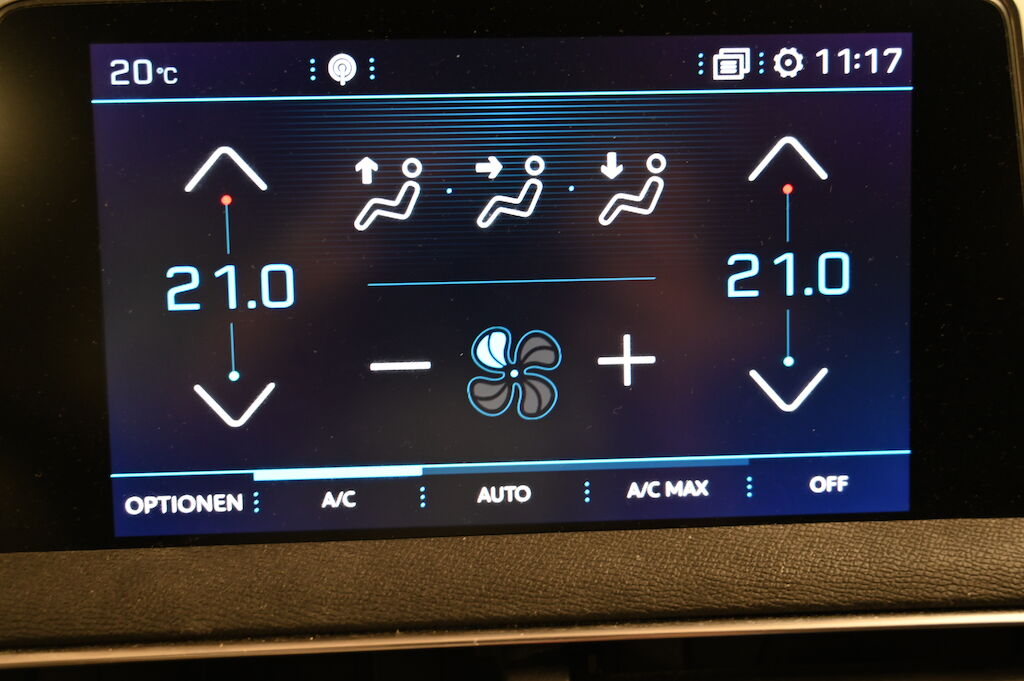 20°C 11:17
21.0 21.0
OPTIONEN A/C AUTO A/C MAX OFF